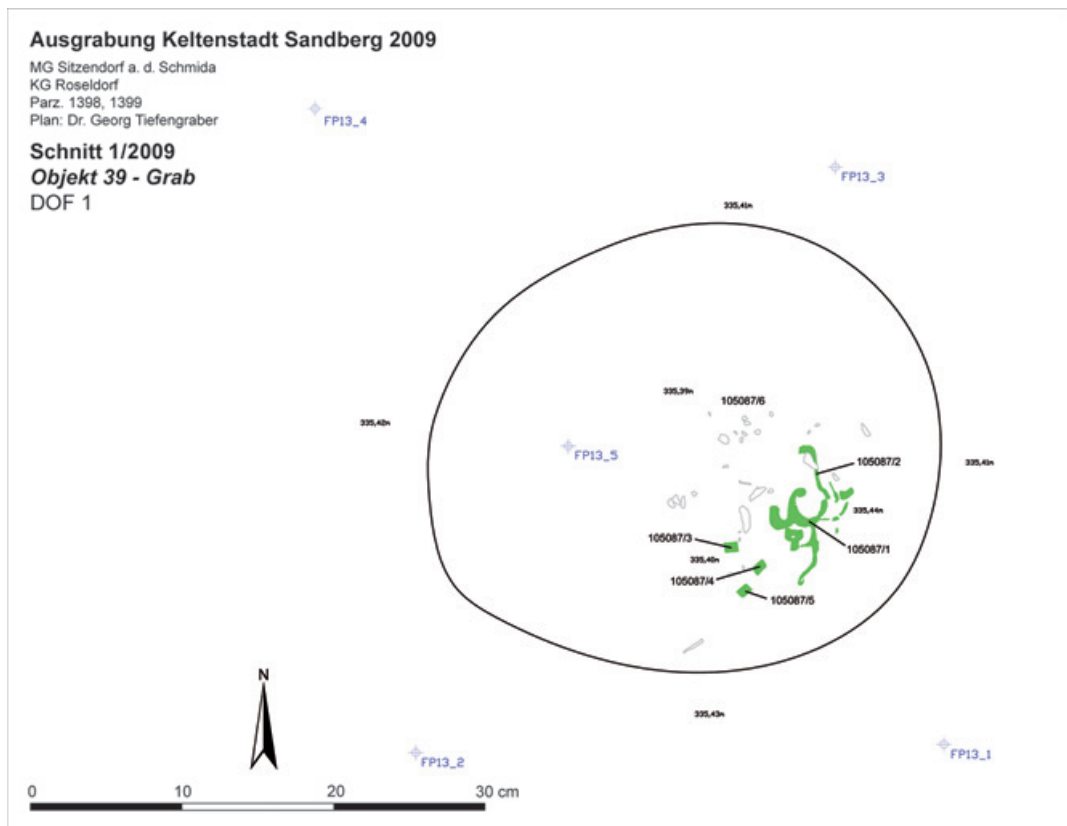 Ausgrabung Keltenstadt Sandberg 2009
MG Sitzendorf a. d. Schmida
KG Roseldorf
Parz. 1398, 1399
Plan: Dr. Georg Tiefengraber
Schnitt 1/2009
Objekt 39 - Grab
DOF 1
FP13_4
FP13_3
335,41m
335,39m
105087/6
335,42m
FP13_5
105087/2
335,41m
335,44m
105087/3
105087/1
335,40m
105087/4
105087/5
N
335,43m
FP13_2
FP13_1
0 10 20 30 cm